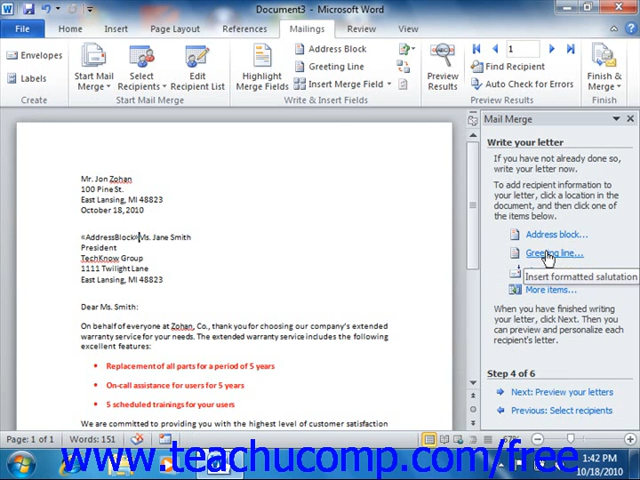 Document3 - Microsoft Word
File Home Insert Page Layout References Mailings Review View
Envelopes
Labels
Create
Start Mail Merge
Select Recipients
Edit Recipient List
Start Mail Merge
Highlight Merge Fields
Address Block
Greeting Line
Insert Merge Field
Write & Insert Fields
Preview Results
1
Find Recipient
Auto Check for Errors
Preview Results
Finish & Merge
Finish
Mr. Jon Zohan
100 Pine St.
East Lansing, MI 48823
October 18, 2010
«AddressBlock»Ms. Jane Smith
President
TechKnow Group
1111 Twilight Lane
East Lansing, MI 48823
Dear Ms. Smith:
On behalf of everyone at Zohan, Co., thank you for choosing our company's extended
warranty service for your needs. The extended warranty service includes the following
excellent features:
• Replacement of all parts for a period of 5 years
• On-call assistance for users for 5 years
• 5 scheduled trainings for your users
We are committed to providing you with the highest level of customer satisfaction
Mail Merge
Write your letter
If you have not already done so,
write your letter now.
To add recipient information to
your letter, click a location in the
document, and then click one of
the items below.
Address block...
Greeting line...
Insert formatted salutation
More items...
When you have finished writing
your letter, click Next. Then you
can preview and personalize each
recipient's letter.
Step 4 of 6
Next: Preview your letters
Previous: Select recipients
Page: 1 of 1 Words: 151 67%
www.teachucomp.com/free
1:42 PM
10/18/2010